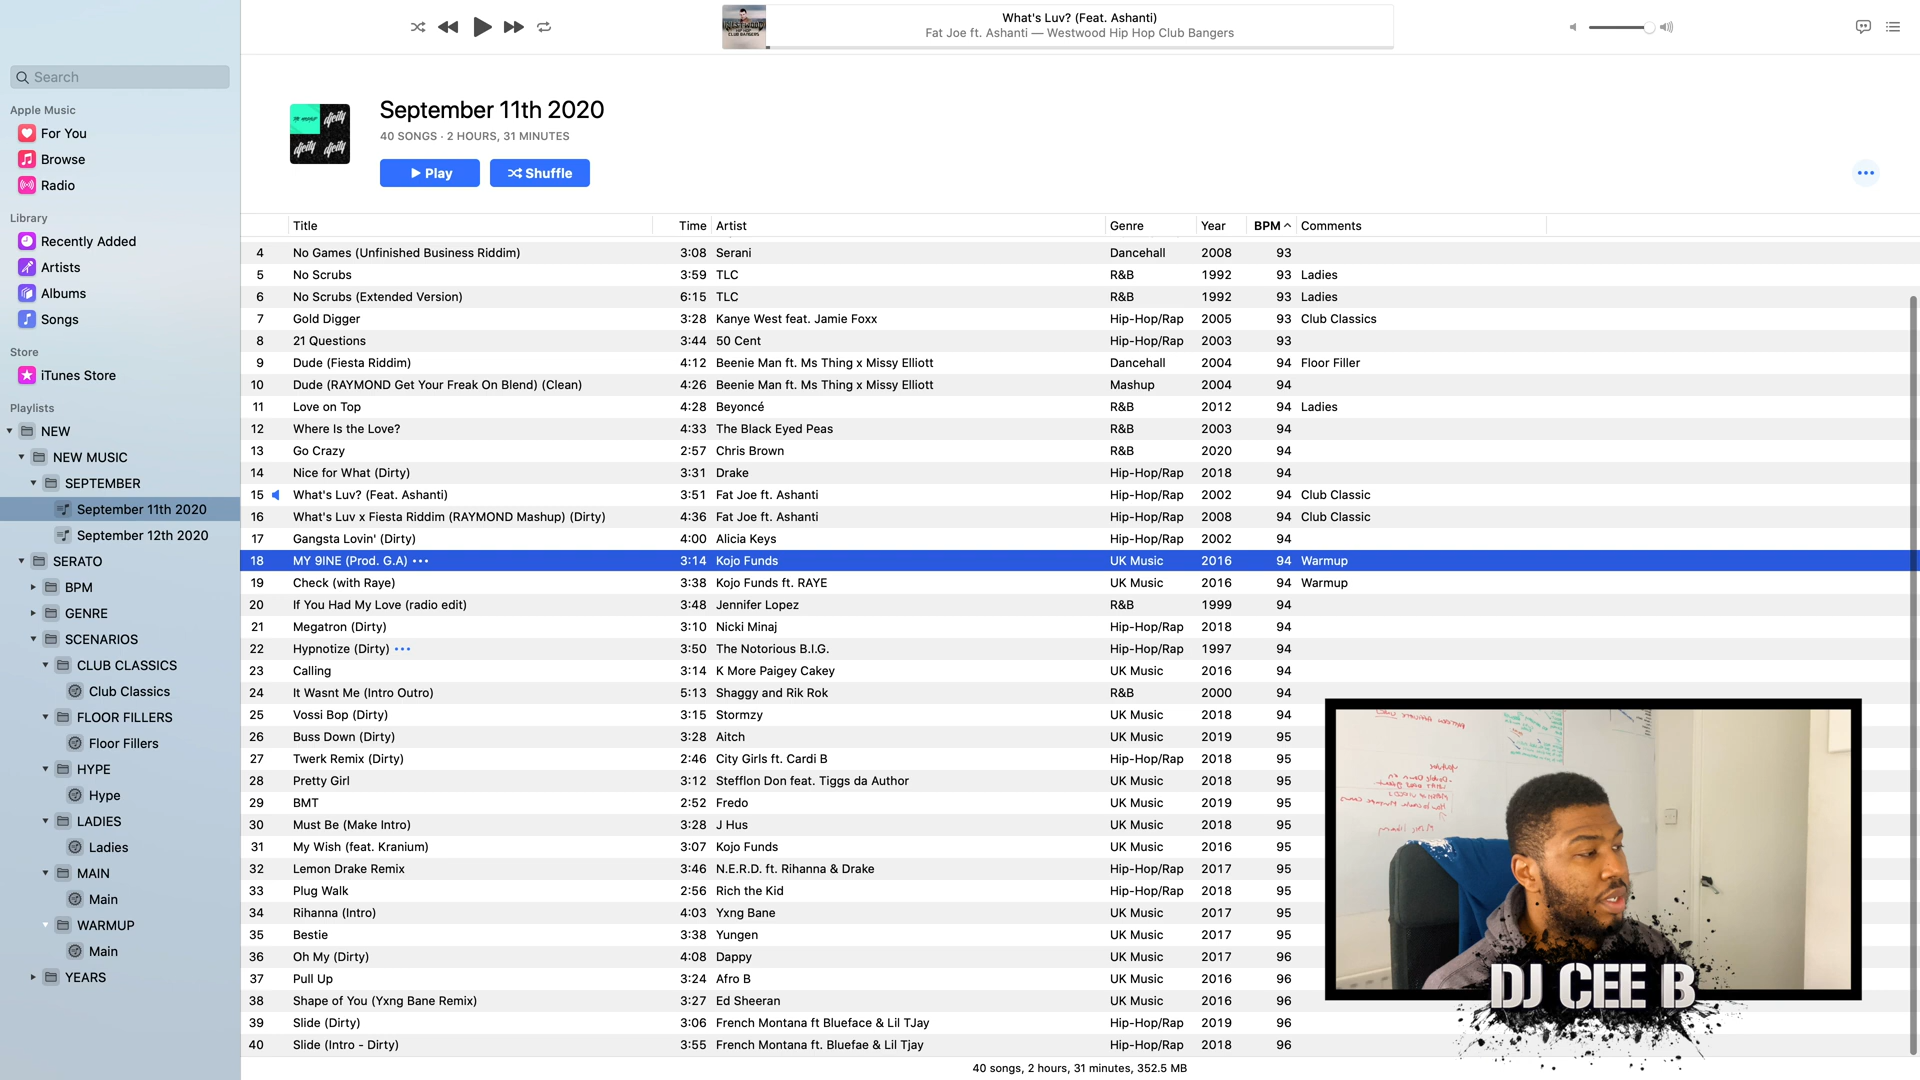 What's Luv? (Feat. Ashanti)
Fat Joe ft. Ashanti — Westwood Hip Hop Club Bangers
Search
Apple Music
For You
Browse
Radio
Library
Recently Added
Artists
Albums
Songs
Store
iTunes Store
Playlists
NEW
NEW MUSIC
SEPTEMBER
September 11th 2020
September 12th 2020
SERATO
BPM
GENRE
SCENARIOS
CLUB CLASSICS
Club Classics
FLOOR FILLERS
Floor Fillers
HYPE
Hype
LADIES
Ladies
MAIN
Main
WARMUP
Main
YEARS
September 11th 2020
40 SONGS · 2 HOURS, 31 MINUTES
Play Shuffle
Title Time Artist Genre Year BPM Comments
4 No Games (Unfinished Business Riddim) 3:08 Serani Dancehall 2008 93
5 No Scrubs 3:59 TLC R&B 1992 93 Ladies
6 No Scrubs (Extended Version) 6:15 TLC R&B 1992 93 Ladies
7 Gold Digger 3:28 Kanye West feat. Jamie Foxx Hip-Hop/Rap 2005 93 Club Classics
8 21 Questions 3:44 50 Cent Hip-Hop/Rap 2003 93
9 Dude (Fiesta Riddim) 4:12 Beenie Man ft. Ms Thing x Missy Elliott Dancehall 2004 94 Floor Filler
10 Dude (RAYMOND Get Your Freak On Blend) (Clean) 4:26 Beenie Man ft. Ms Thing x Missy Elliott Mashup 2004 94
11 Love on Top 4:28 Beyoncé R&B 2012 94 Ladies
12 Where Is the Love? 4:33 The Black Eyed Peas R&B 2003 94
13 Go Crazy 2:57 Chris Brown R&B 2020 94
14 Nice for What (Dirty) 3:31 Drake Hip-Hop/Rap 2018 94
15 What's Luv? (Feat. Ashanti) 3:51 Fat Joe ft. Ashanti Hip-Hop/Rap 2002 94 Club Classic
16 What's Luv x Fiesta Riddim (RAYMOND Mashup) (Dirty) 4:36 Fat Joe ft. Ashanti Hip-Hop/Rap 2008 94 Club Classic
17 Gangsta Lovin' (Dirty) 4:00 Alicia Keys Hip-Hop/Rap 2002 94
18 MY 9INE (Prod. G.A) ••• 3:14 Kojo Funds UK Music 2016 94 Warmup
19 Check (with Raye) 3:38 Kojo Funds ft. RAYE UK Music 2016 94 Warmup
20 If You Had My Love (radio edit) 3:48 Jennifer Lopez R&B 1999 94
21 Megatron (Dirty) 3:10 Nicki Minaj Hip-Hop/Rap 2018 94
22 Hypnotize (Dirty) ••• 3:50 The Notorious B.I.G. Hip-Hop/Rap 1997 94
23 Calling 3:14 K More Paigey Cakey UK Music 2016 94
24 It Wasnt Me (Intro Outro) 5:13 Shaggy and Rik Rok R&B 2000 94
25 Vossi Bop (Dirty) 3:15 Stormzy UK Music 2018 94
26 Buss Down (Dirty) 3:28 Aitch UK Music 2019 95
27 Twerk Remix (Dirty) 2:46 City Girls ft. Cardi B Hip-Hop/Rap 2018 95
28 Pretty Girl 3:12 Stefflon Don feat. Tiggs da Author UK Music 2018 95
29 BMT 2:52 Fredo UK Music 2019 95
30 Must Be (Make Intro) 3:28 J Hus UK Music 2018 95
31 My Wish (feat. Kranium) 3:07 Kojo Funds UK Music 2016 95
32 Lemon Drake Remix 3:46 N.E.R.D. ft. Rihanna & Drake Hip-Hop/Rap 2017 95
33 Plug Walk 2:56 Rich the Kid Hip-Hop/Rap 2018 95
34 Rihanna (Intro) 4:03 Yxng Bane UK Music 2017 95
35 Bestie 3:38 Yungen UK Music 2017 95
36 Oh My (Dirty) 4:08 Dappy UK Music 2017 96
37 Pull Up 3:24 Afro B UK Music 2016 96
38 Shape of You (Yxng Bane Remix) 3:27 Ed Sheeran UK Music 2016 96
39 Slide (Dirty) 3:06 French Montana ft Blueface & Lil TJay Hip-Hop/Rap 2019 96
40 Slide (Intro - Dirty) 3:55 French Montana ft. Bluefae & Lil Tjay Hip-Hop/Rap 2018 96
40 songs, 2 hours, 31 minutes, 352.5 MB
DJ CEE B